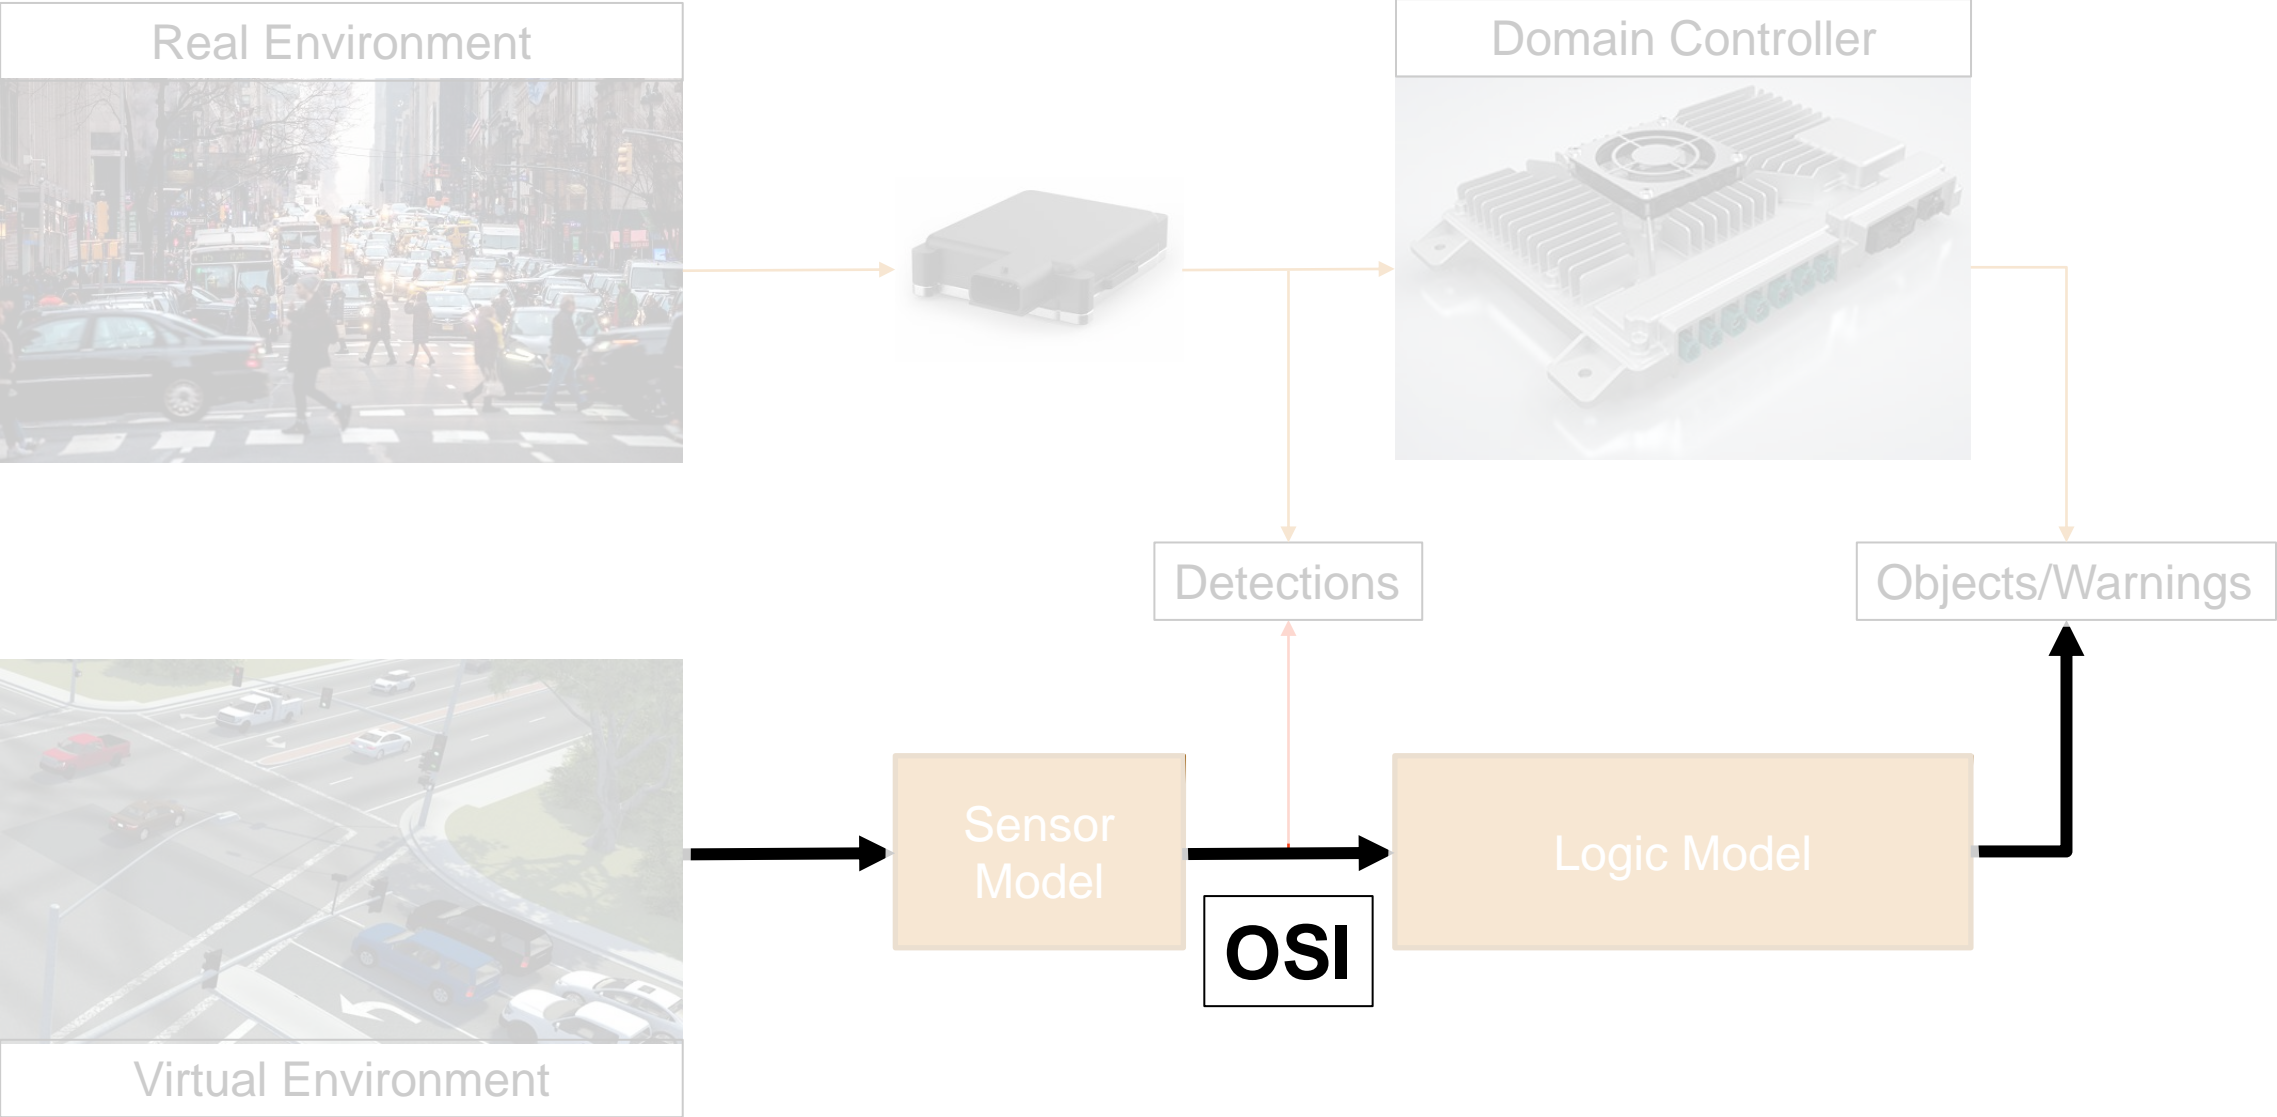 Real Environment
Domain Controller
Detections
Objects/Warnings
Sensor
Model
Logic Model
OSI
Virtual Environment